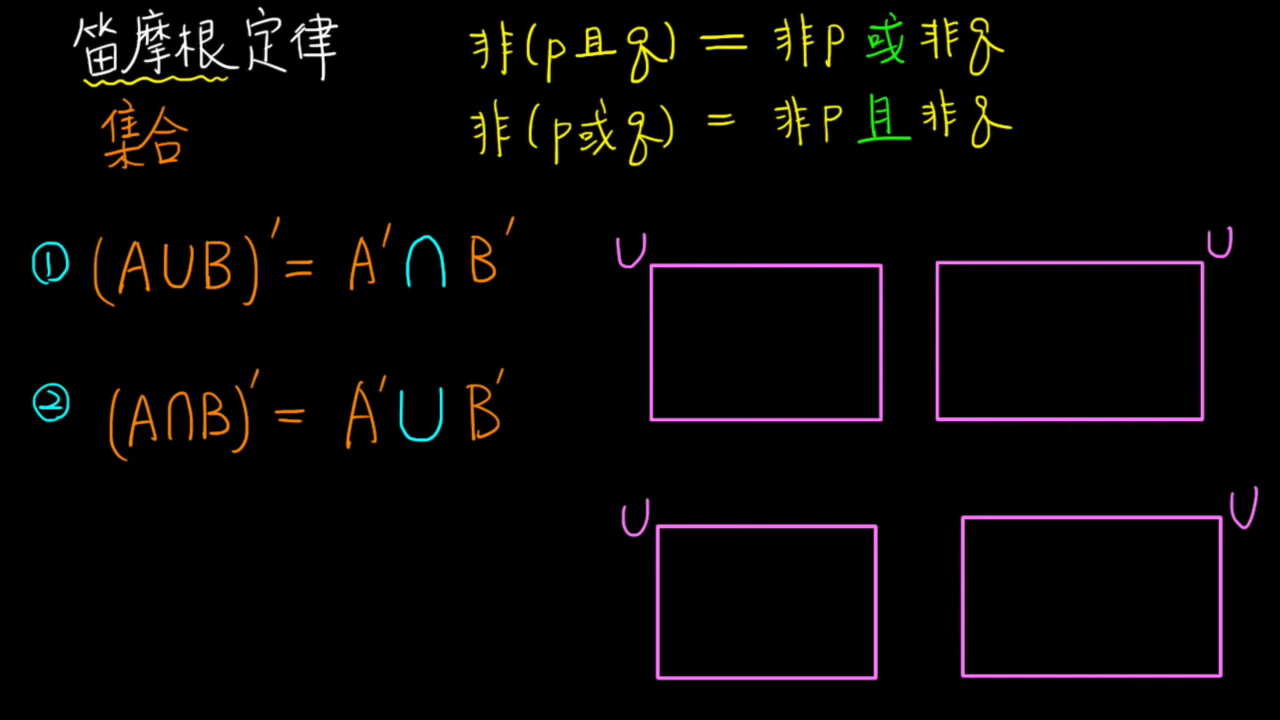 笛摩根定律
集合
非(p且q) = 非p或非q
非(p或q) = 非p且非q
① (A∪B)′ = A′∩B′
② (A∩B)′ = A′∪B′
U
U
U
U